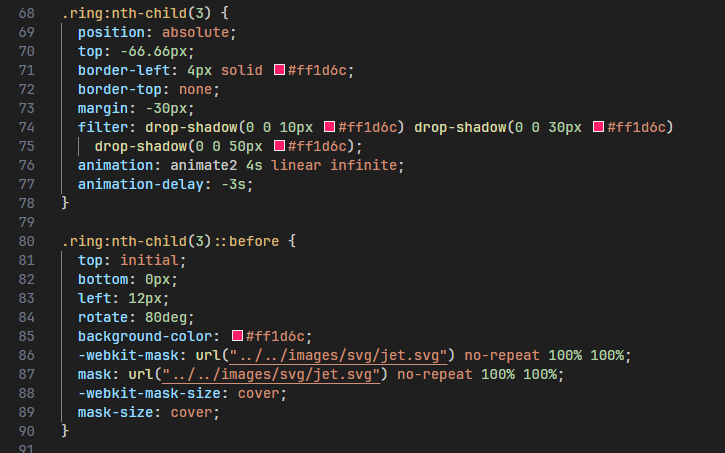 68 .ring:nth-child(3) {
69 position: absolute;
70 top: -66.66px;
71 border-left: 4px solid #ff1d6c;
72 border-top: none;
73 margin: -30px;
74 filter: drop-shadow(0 0 10px #ff1d6c) drop-shadow(0 0 30px #ff1d6c)
75 drop-shadow(0 0 50px #ff1d6c);
76 animation: animate2 4s linear infinite;
77 animation-delay: -3s;
78 }
79
80 .ring:nth-child(3)::before {
81 top: initial;
82 bottom: 0px;
83 left: 12px;
84 rotate: 80deg;
85 background-color: #ff1d6c;
86 -webkit-mask: url("../../images/svg/jet.svg") no-repeat 100% 100%;
87 mask: url("../../images/svg/jet.svg") no-repeat 100% 100%;
88 -webkit-mask-size: cover;
89 mask-size: cover;
90 }
91